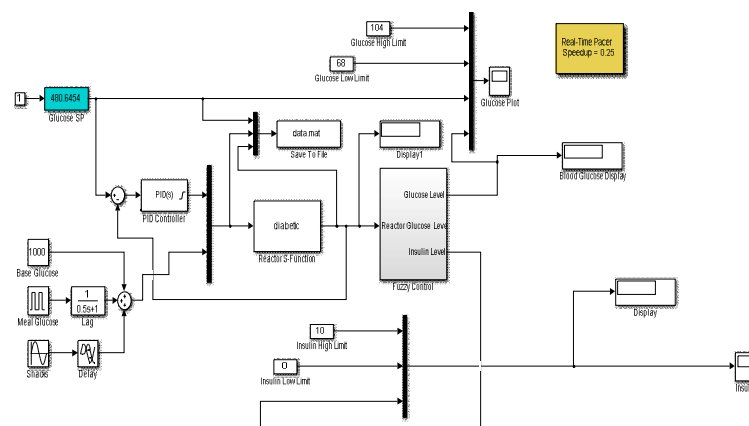 104
Glucose High Limit
68
Glucose Low Limit
Glucose Plot
Real-Time Pacer
Speedup = 0.25
1
480.6454
Glucose SP
data.mat
Save To File
Display1
Blood Glucose Display
PID(s)
PID Controller
diabetic
Reactor S-Function
Glucose Level
Reactor Glucose Leve
Insulin Level
Fuzzy Control
1000
Base Glucose
Meal Glucose
1
0.5s+1
Lag
Delay
10
Insulin High Limit
0
Insulin Low Limit
Display
Insul